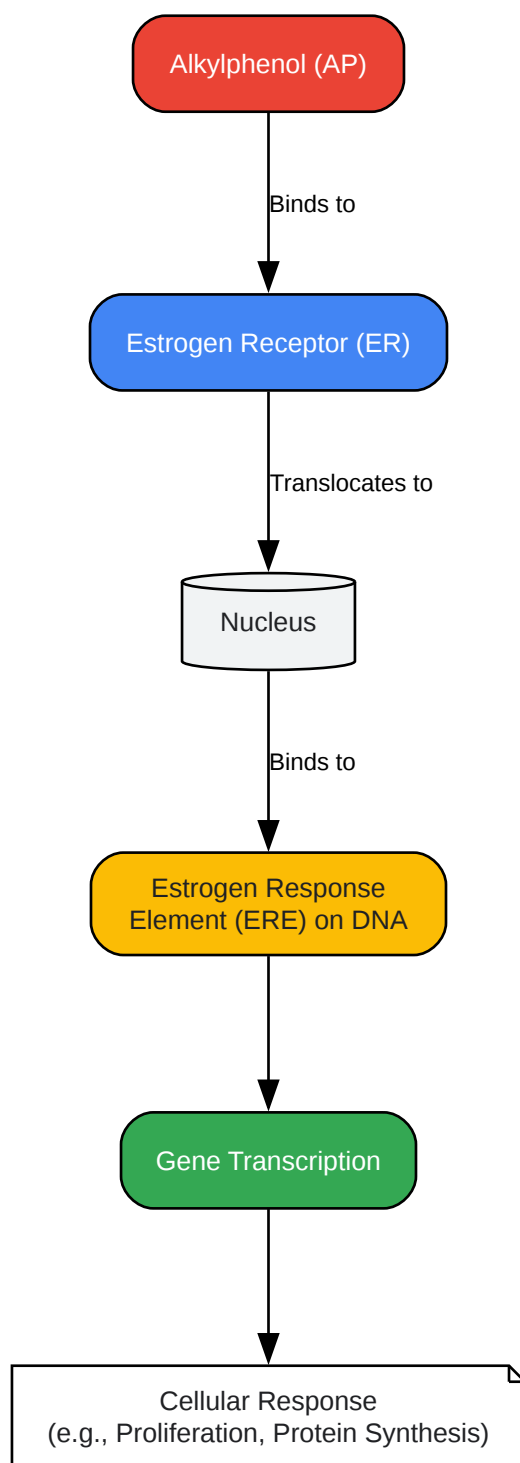 Alkylphenol (AP)
Binds to
Estrogen Receptor (ER)
Translocates to
Nucleus
Binds to
Estrogen Response
Element (ERE) on DNA
Gene Transcription
Cellular Response
(e.g., Proliferation, Protein Synthesis)